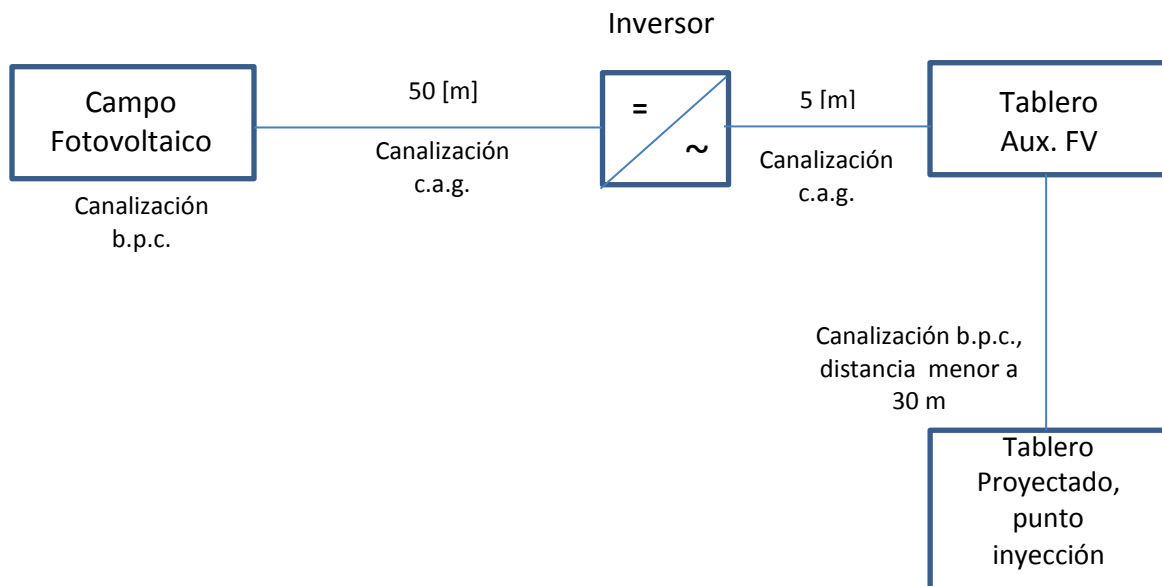 Inversor
Campo
Fotovoltaico
50 [m]
=
~
5 [m]
Tablero
Aux. FV
Canalización
b.p.c.
Canalización
c.a.g.
Canalización
c.a.g.
Canalización b.p.c.,
distancia menor a
30 m
Tablero
Proyectado,
punto
inyección